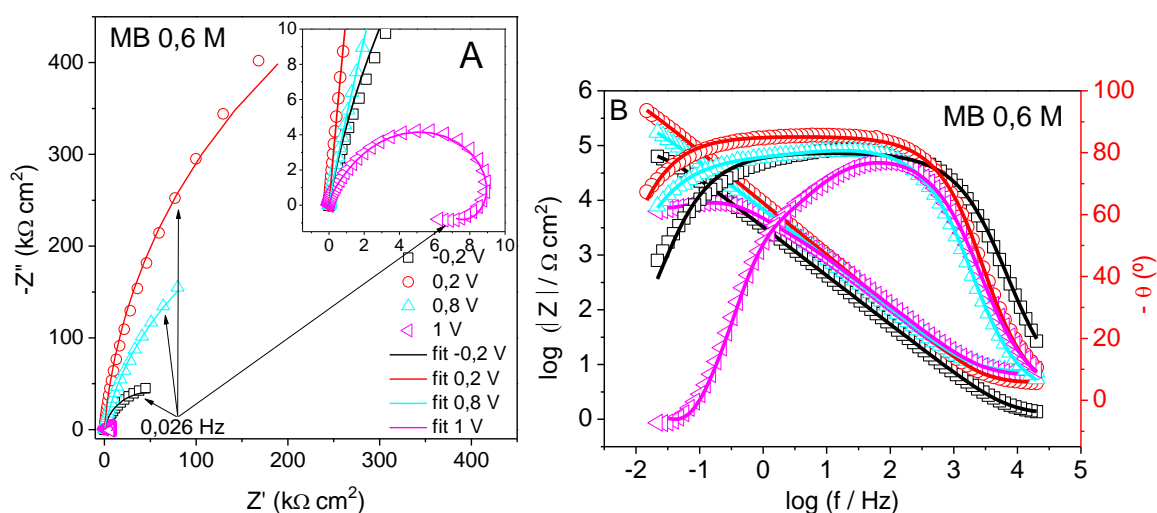 MB 0,6 M
A
400
300
200
100
0
-Z'' (kΩ cm²)
0 100 200 300 400
Z' (kΩ cm²)
10
8
6
4
2
0
0 2 4 6 8 10
-0,2 V
0,2 V
0,8 V
1 V
fit -0,2 V
fit 0,2 V
fit 0,8 V
fit 1 V
0,026 Hz
B
MB 0,6 M
6
5
4
3
2
1
0
log (|Z| / Ω cm²)
-2 -1 0 1 2 3 4 5
log (f / Hz)
100
80
60
40
20
0
- θ (º)